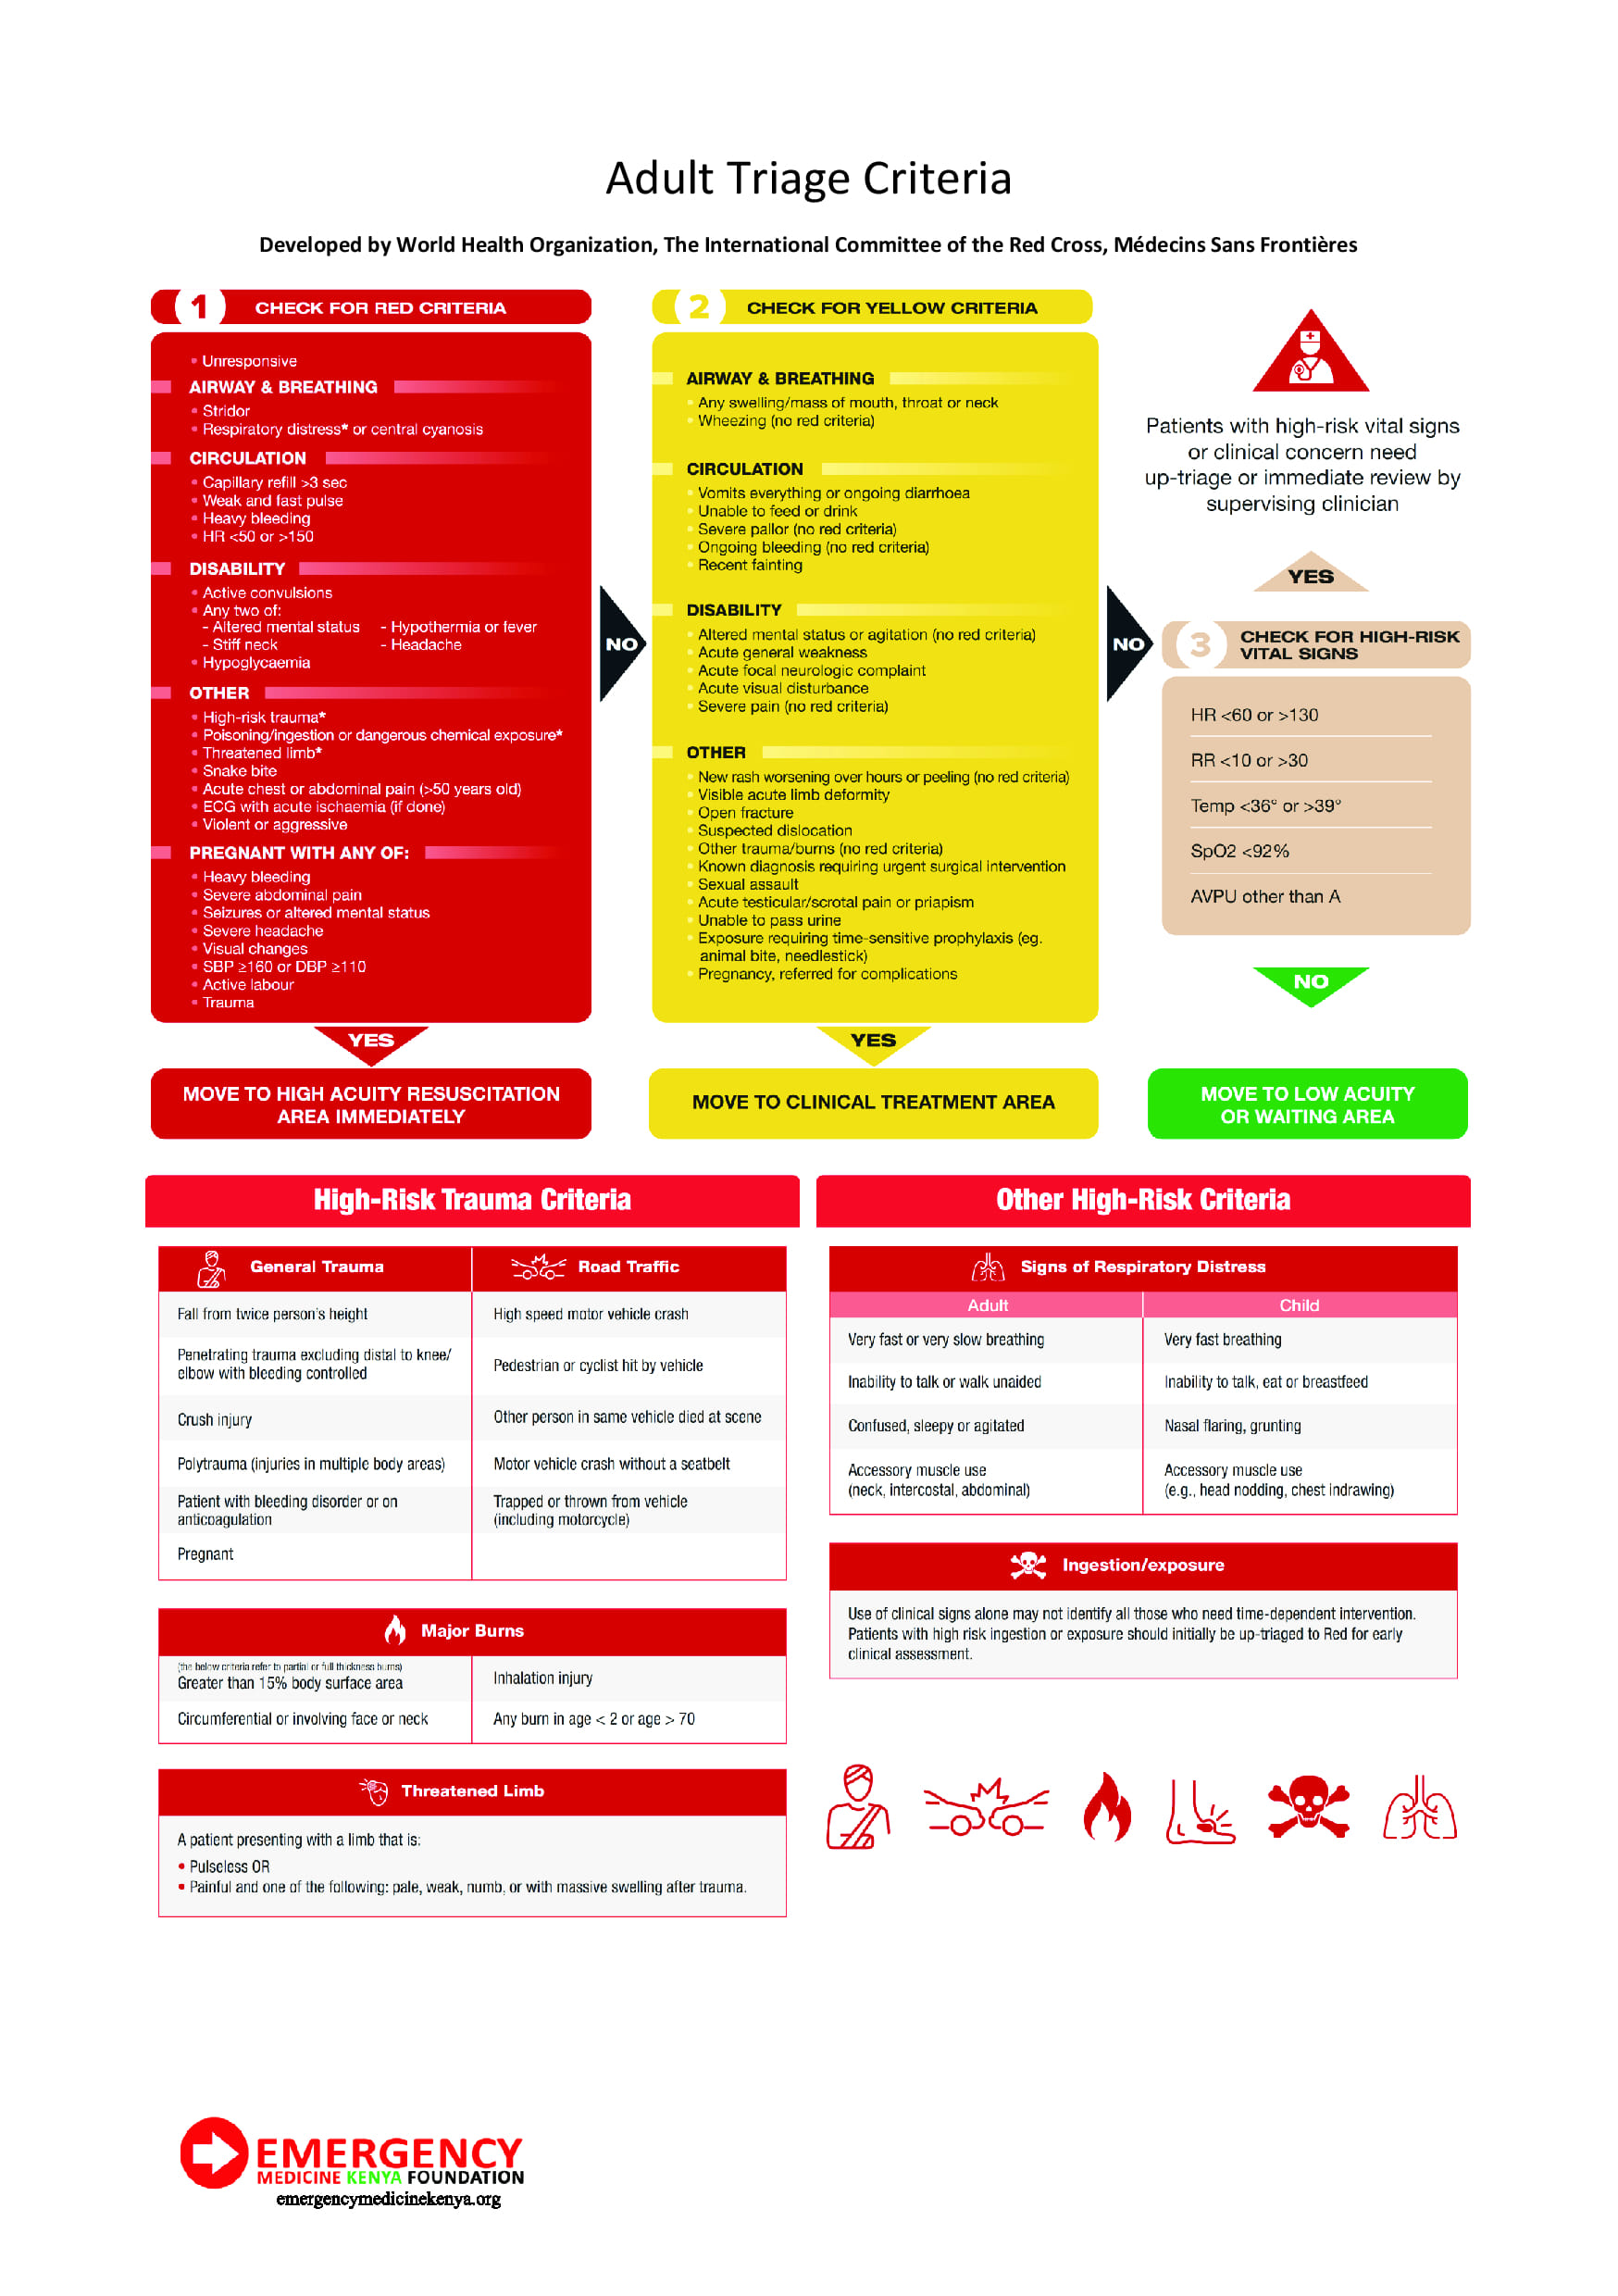 Adult Triage Criteria
Developed by World Health Organization, The International Committee of the Red Cross, Médecins Sans Frontières
1 CHECK FOR RED CRITERIA
• Unresponsive
AIRWAY & BREATHING
• Stridor
• Respiratory distress* or central cyanosis
CIRCULATION
• Capillary refill >3 sec
• Weak and fast pulse
• Heavy bleeding
• HR <50 or >150
DISABILITY
• Active convulsions
• Any two of:
- Altered mental status - Hypothermia or fever
- Stiff neck - Headache
• Hypoglycaemia
OTHER
• High-risk trauma*
• Poisoning/ingestion or dangerous chemical exposure*
• Threatened limb*
• Snake bite
• Acute chest or abdominal pain (>50 years old)
• ECG with acute ischaemia (if done)
• Violent or aggressive
PREGNANT WITH ANY OF:
• Heavy bleeding
• Severe abdominal pain
• Seizures or altered mental status
• Severe headache
• Visual changes
• SBP ≥160 or DBP ≥110
• Active labour
• Trauma
YES
MOVE TO HIGH ACUITY RESUSCITATION
AREA IMMEDIATELY
NO
2 CHECK FOR YELLOW CRITERIA
AIRWAY & BREATHING
• Any swelling/mass of mouth, throat or neck
• Wheezing (no red criteria)
CIRCULATION
• Vomits everything or ongoing diarrhoea
• Unable to feed or drink
• Severe pallor (no red criteria)
• Ongoing bleeding (no red criteria)
• Recent fainting
DISABILITY
• Altered mental status or agitation (no red criteria)
• Acute general weakness
• Acute focal neurologic complaint
• Acute visual disturbance
• Severe pain (no red criteria)
OTHER
• New rash worsening over hours or peeling (no red criteria)
• Visible acute limb deformity
• Open fracture
• Suspected dislocation
• Other trauma/burns (no red criteria)
• Known diagnosis requiring urgent surgical intervention
• Sexual assault
• Acute testicular/scrotal pain or priapism
• Unable to pass urine
• Exposure requiring time-sensitive prophylaxis (eg.
animal bite, needlestick)
• Pregnancy, referred for complications
YES
MOVE TO CLINICAL TREATMENT AREA
NO
Patients with high-risk vital signs
or clinical concern need
up-triage or immediate review by
supervising clinician
YES
3 CHECK FOR HIGH-RISK
VITAL SIGNS
HR <60 or >130
RR <10 or >30
Temp <36° or >39°
SpO2 <92%
AVPU other than A
NO
MOVE TO LOW ACUITY
OR WAITING AREA
High-Risk Trauma Criteria
General Trauma
Fall from twice person's height
Penetrating trauma excluding distal to knee/
elbow with bleeding controlled
Crush injury
Polytrauma (injuries in multiple body areas)
Patient with bleeding disorder or on
anticoagulation
Pregnant
Road Traffic
High speed motor vehicle crash
Pedestrian or cyclist hit by vehicle
Other person in same vehicle died at scene
Motor vehicle crash without a seatbelt
Trapped or thrown from vehicle
(including motorcycle)
Major Burns
(the below criteria refer to partial or full thickness burns)
Greater than 15% body surface area
Inhalation injury
Circumferential or involving face or neck
Any burn in age < 2 or age > 70
Threatened Limb
A patient presenting with a limb that is:
• Pulseless OR
• Painful and one of the following: pale, weak, numb, or with massive swelling after trauma.
Other High-Risk Criteria
Signs of Respiratory Distress
Adult
Very fast or very slow breathing
Inability to talk or walk unaided
Confused, sleepy or agitated
Accessory muscle use
(neck, intercostal, abdominal)
Child
Very fast breathing
Inability to talk, eat or breastfeed
Nasal flaring, grunting
Accessory muscle use
(e.g., head nodding, chest indrawing)
Ingestion/exposure
Use of clinical signs alone may not identify all those who need time-dependent intervention.
Patients with high risk ingestion or exposure should initially be up-triaged to Red for early
clinical assessment.
EMERGENCY
MEDICINE KENYA FOUNDATION
emergencymedicinekenya.org